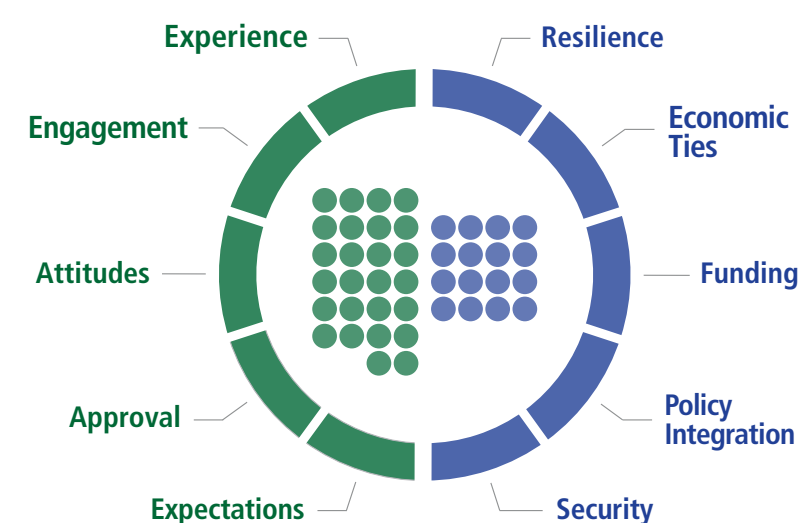 Experience
Resilience
Engagement
Economic
Ties
Attitudes
Funding
Approval
Policy
Integration
Expectations
Security